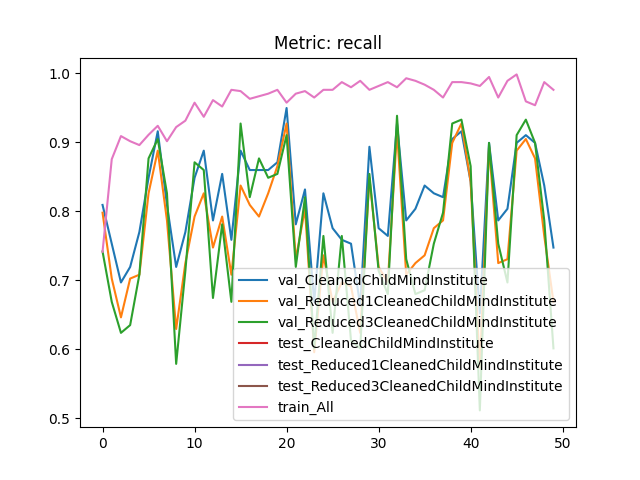 Metric: recall
1.0
0.9
0.8
0.7
0.6
0.5
0
10
20
30
40
50
val_CleanedChildMindInstitute
val_Reduced1CleanedChildMindInstitute
val_Reduced3CleanedChildMindInstitute
test_CleanedChildMindInstitute
test_Reduced1CleanedChildMindInstitute
test_Reduced3CleanedChildMindInstitute
train_All